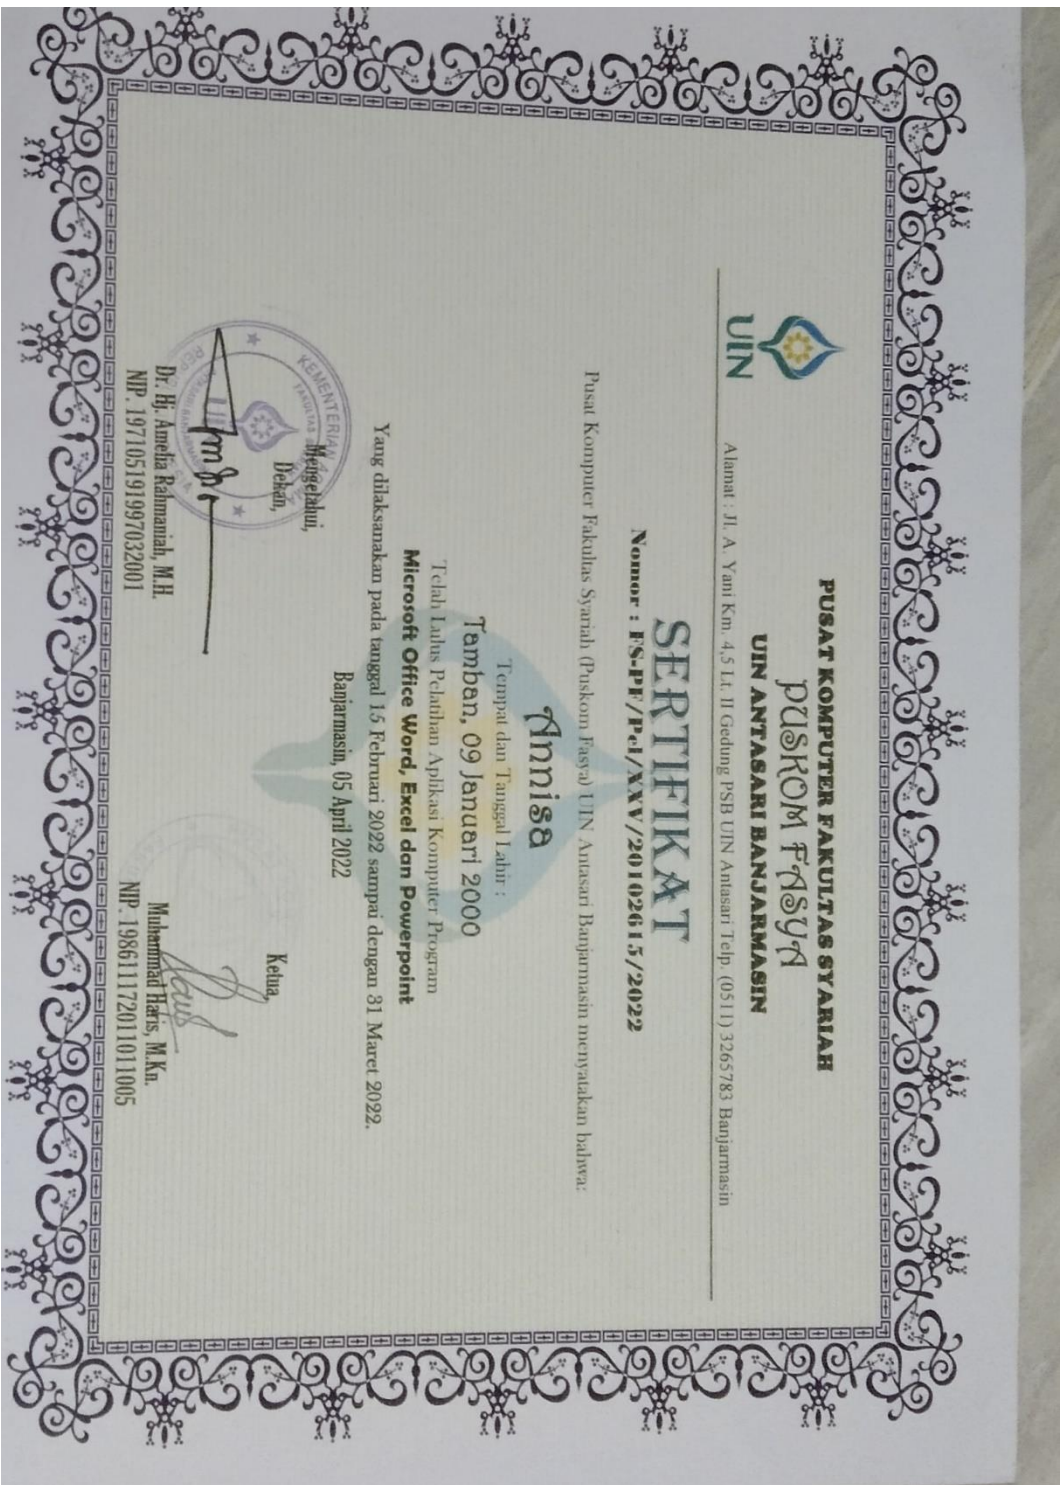 PUSAT KOMPUTER FAKULTAS SYARIAH
PUSKOM FASYA
UIN ANTASARI BANJARMASIN
UIN
Alamat : Jl. A. Yani Km. 4,5 Lt. II Gedung PSB UIN Antasari Telp. (0511) 3265783 Banjarmasin
SERTIFIKAT
Nomor : FS-PF/Pel/XXV/20102615/2022
Pusat Komputer Fakultas Syariah (Puskom Fasya) UIN Antasari Banjarmasin menyatakan bahwa:
Annisa
Tempat dan Tanggal Lahir :
Tamban, 09 Januari 2000
Telah Lulus Pelatihan Aplikasi Komputer Program
Microsoft Office Word, Excel dan Powerpoint
Yang dilaksanakan pada tanggal 15 Februari 2022 sampai dengan 31 Maret 2022.
Banjarmasin, 05 April 2022
Mengetahui,
Dekan,
KEMENTERIAN AGAMA
FAKULTAS
UIN
Dr. Hj. Amelia Rahmaniah, M.H.
NIP. 197105191997032001
Ketua,
Muhammad Haris, M.Kn.
NIP. 198611172011011005